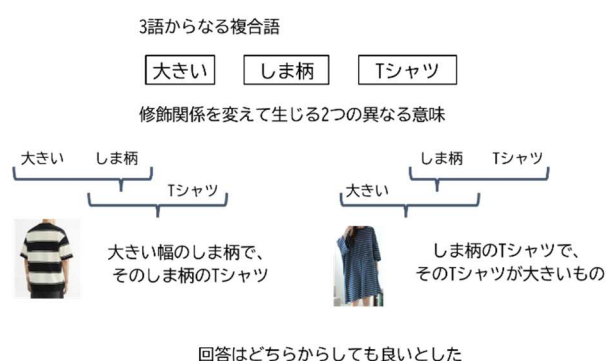 3語からなる複合語
大きい しま柄 Tシャツ
修飾関係を変えて生じる2つの異なる意味
大きい しま柄
Tシャツ
大きい幅のしま柄で、
そのしま柄のTシャツ
しま柄 Tシャツ
大きい
しま柄のTシャツで、
そのTシャツが大きいもの
回答はどちらからしても良いとした